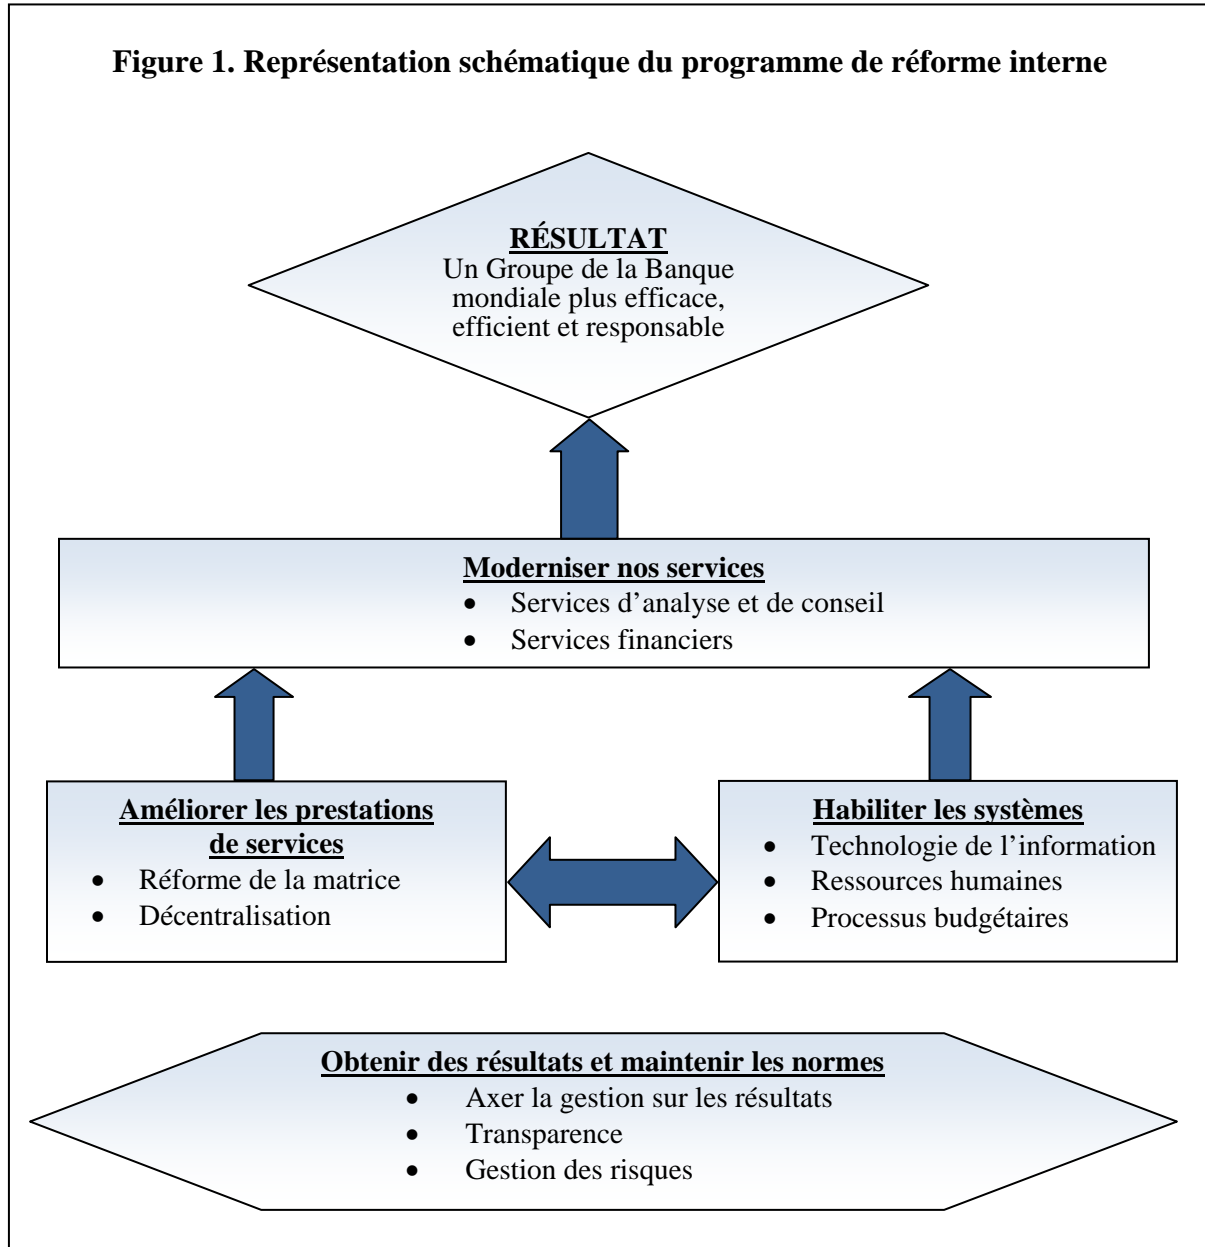 Figure 1. Représentation schématique du programme de réforme interne
RÉSULTAT
Un Groupe de la Banque
mondiale plus efficace,
efficient et responsable
Moderniser nos services
• Services d’analyse et de conseil
• Services financiers
Améliorer les prestations
de services
• Réforme de la matrice
• Décentralisation
Habiliter les systèmes
• Technologie de l’information
• Ressources humaines
• Processus budgétaires
Obtenir des résultats et maintenir les normes
• Axer la gestion sur les résultats
• Transparence
• Gestion des risques